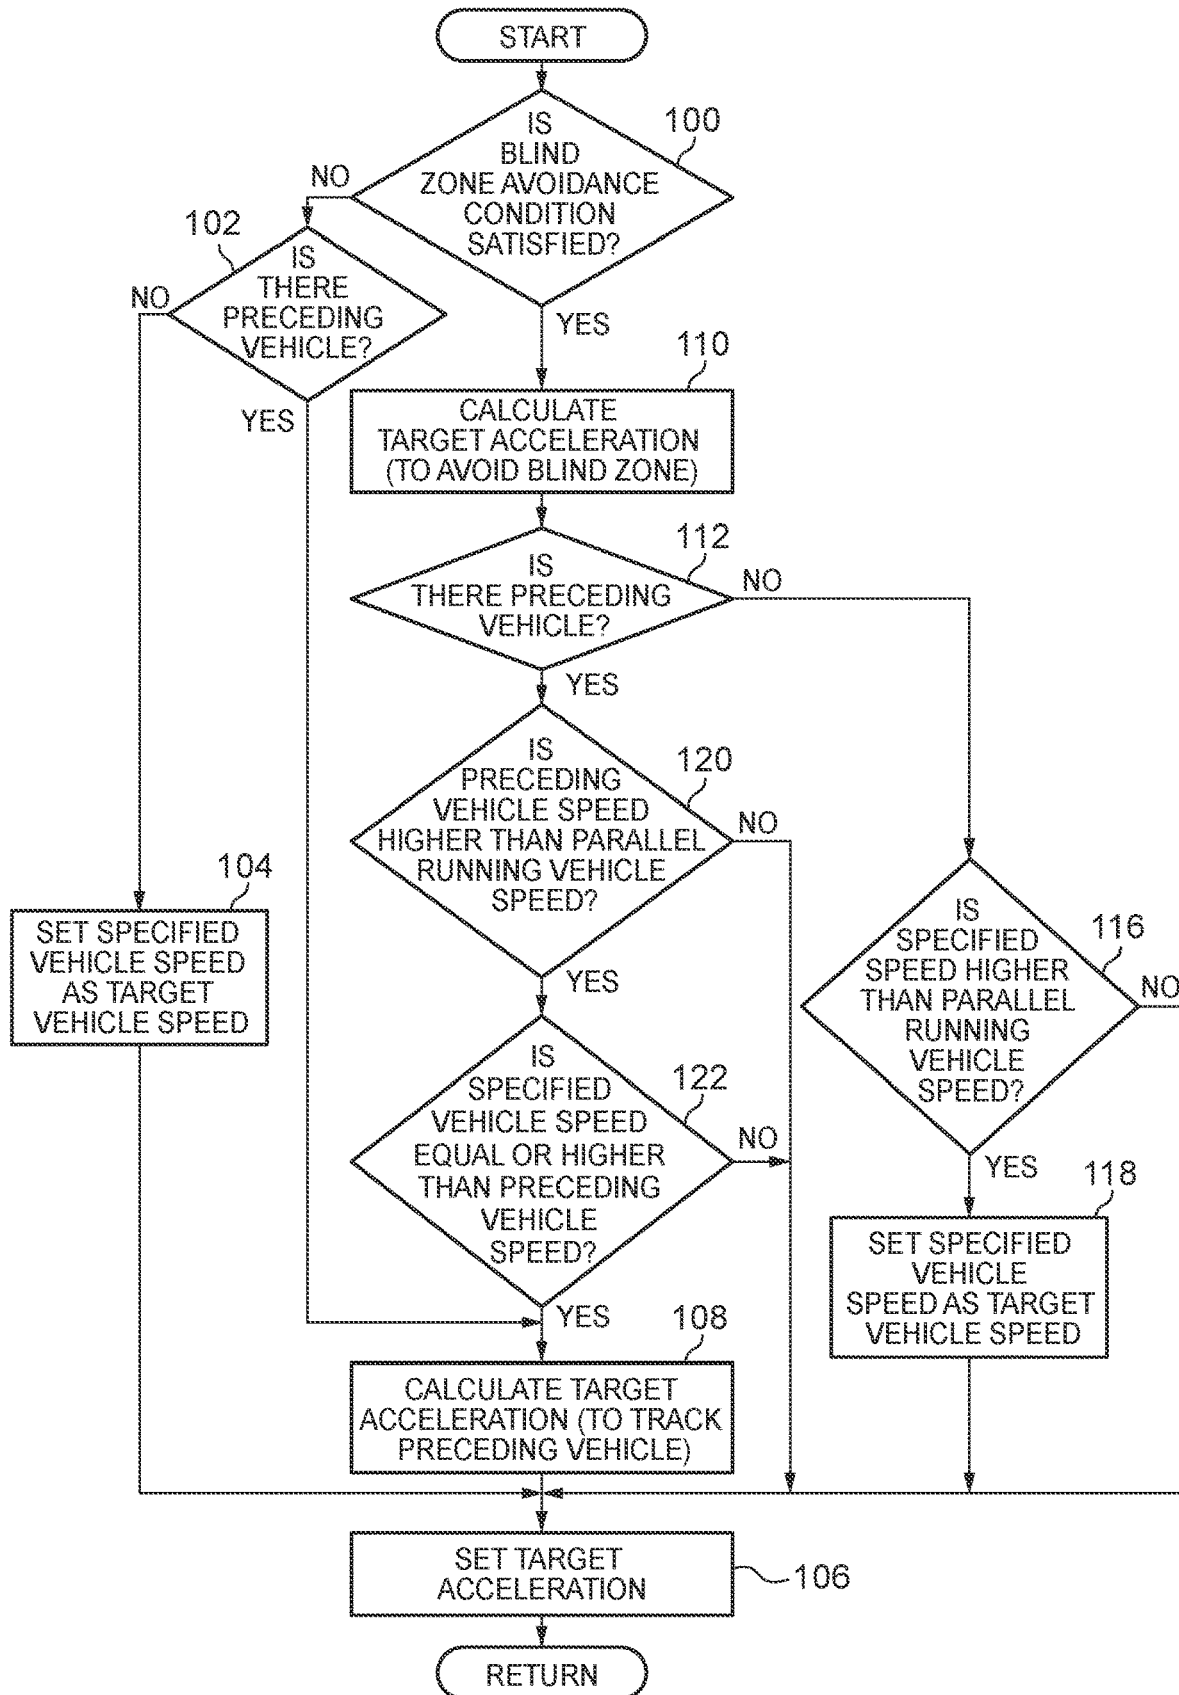 START
IS
BLIND
ZONE AVOIDANCE
CONDITION
SATISFIED?
100
NO
YES
102
IS
THERE
PRECEDING
VEHICLE?
NO
YES
110
CALCULATE
TARGET ACCELERATION
(TO AVOID BLIND ZONE)
112
IS
THERE PRECEDING
VEHICLE?
NO
YES
120
IS
PRECEDING
VEHICLE SPEED
HIGHER THAN PARALLEL
RUNNING VEHICLE
SPEED?
NO
YES
104
SET SPECIFIED
VEHICLE SPEED
AS TARGET
VEHICLE SPEED
116
IS
SPECIFIED
SPEED HIGHER
THAN PARALLEL
RUNNING
VEHICLE
SPEED?
NO
YES
122
IS
SPECIFIED
VEHICLE SPEED
EQUAL OR HIGHER
THAN PRECEDING
VEHICLE
SPEED?
NO
YES
118
SET SPECIFIED
VEHICLE
SPEED AS TARGET
VEHICLE SPEED
108
CALCULATE TARGET
ACCELERATION (TO TRACK
PRECEDING VEHICLE)
SET TARGET
ACCELERATION
106
RETURN